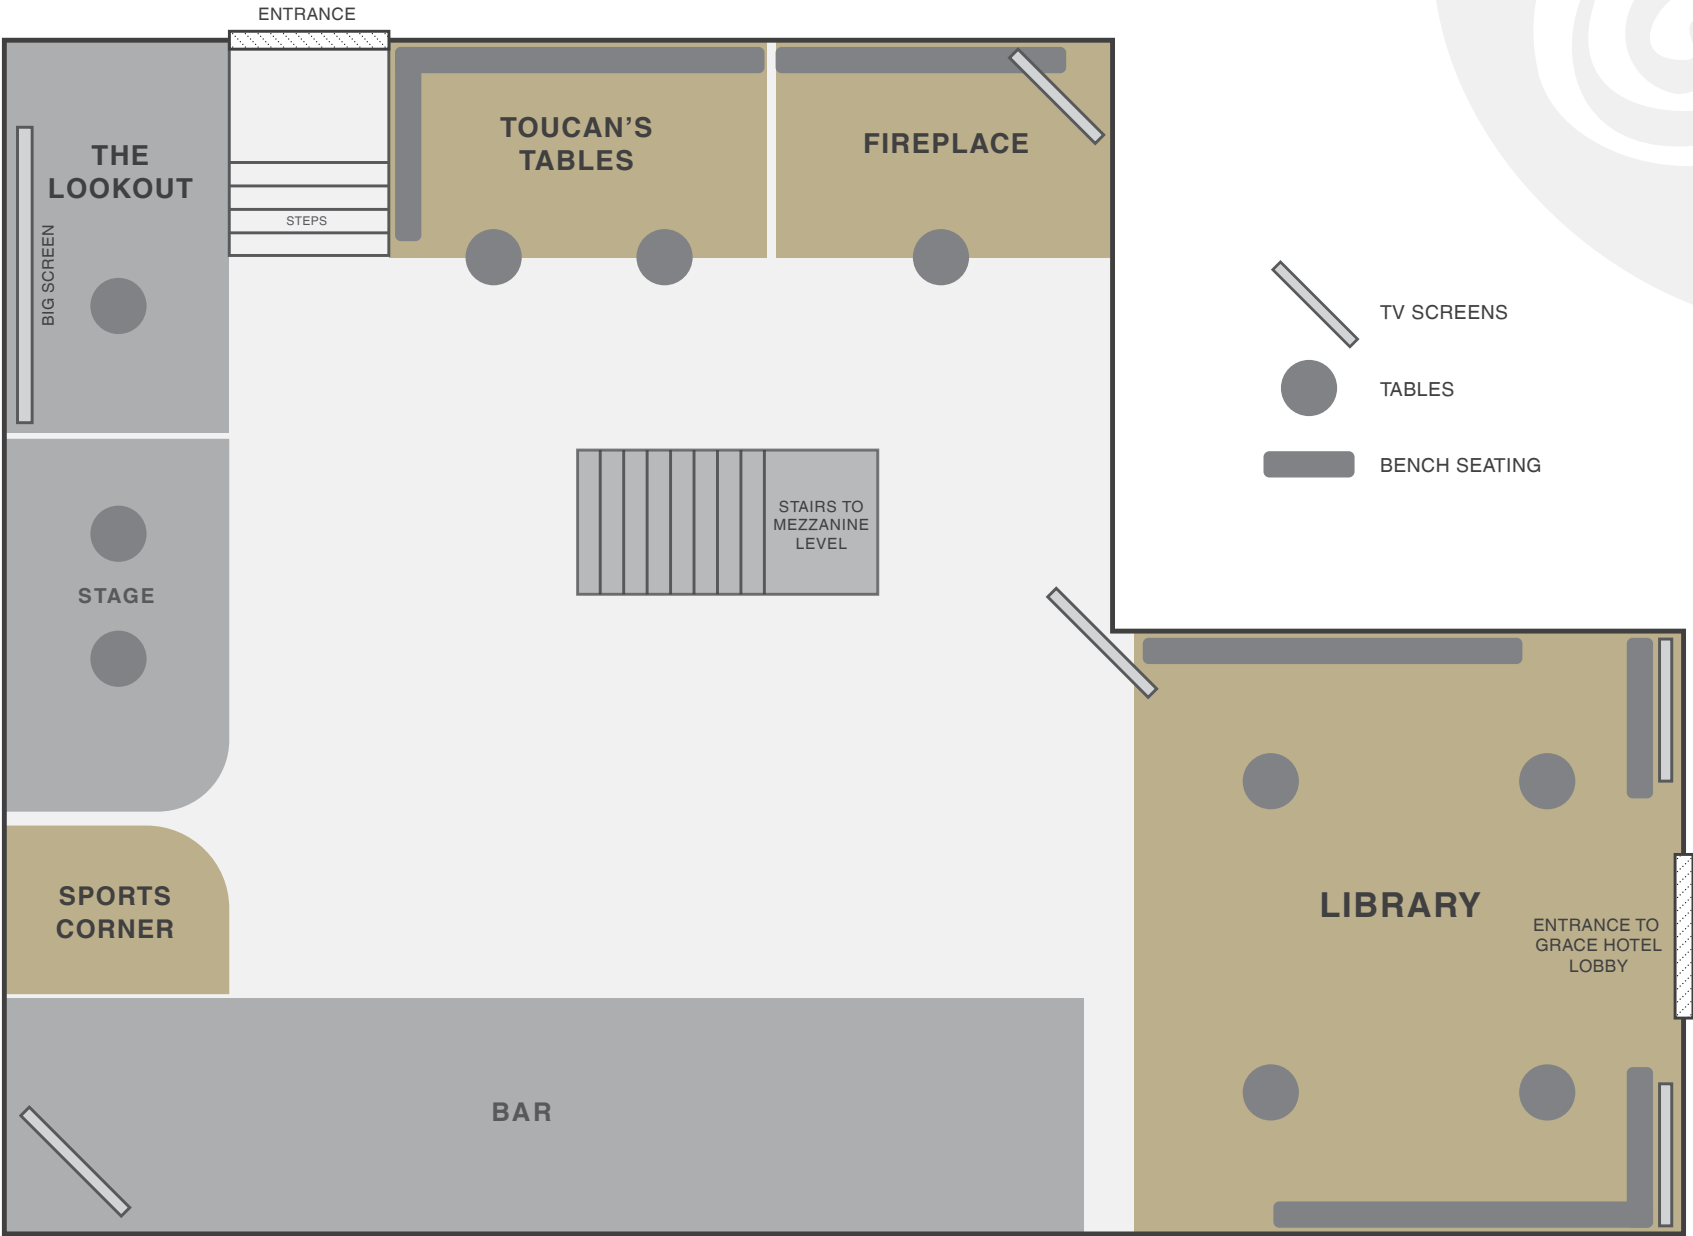 ENTRANCE
THE
LOOKOUT
BIG SCREEN
STEPS
TOUCAN’S
TABLES
FIREPLACE
TV SCREENS
TABLES
BENCH SEATING
STAIRS TO
MEZZANINE
LEVEL
STAGE
SPORTS
CORNER
LIBRARY
ENTRANCE TO
GRACE HOTEL
LOBBY
BAR